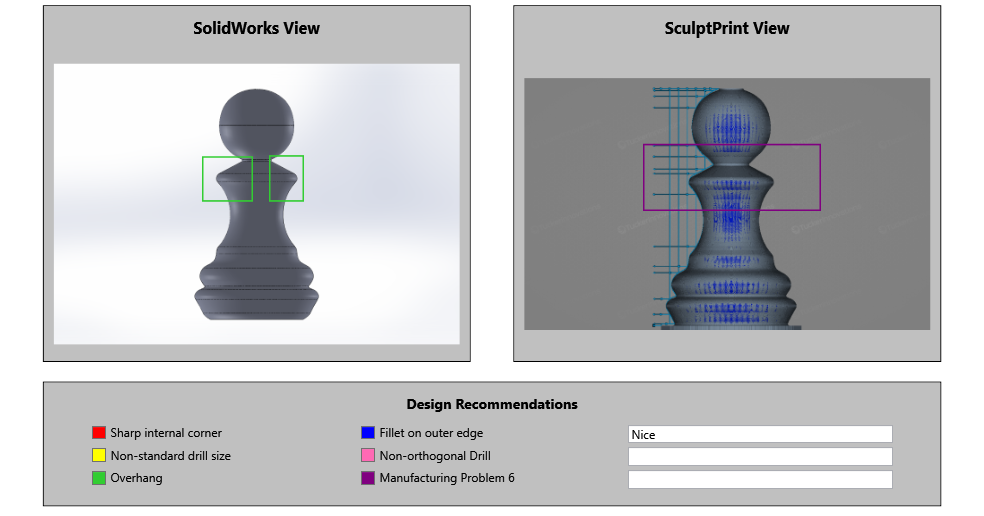 SolidWorks View
SculptPrint View
Design Recommendations
Sharp internal corner
Fillet on outer edge
Nice
Non-standard drill size
Non-orthogonal Drill
Overhang
Manufacturing Problem 6